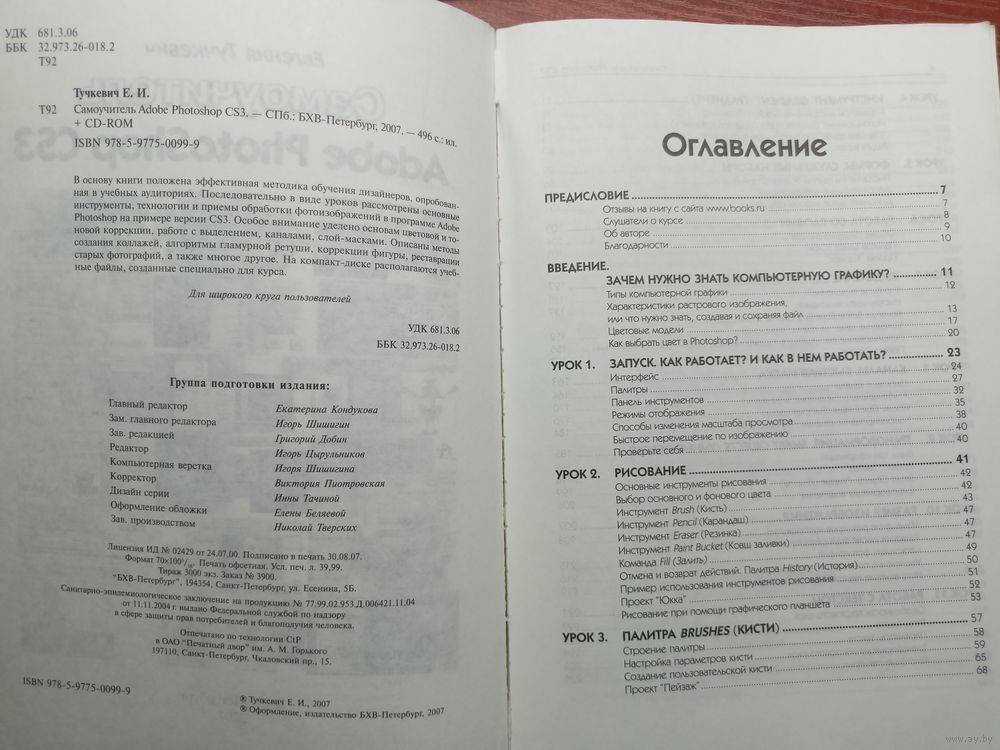 УДК 681.3.06
ББК 32.973.26-018.2
Т92
Тучкевич Е. И.
Т92 Самоучитель Adobe Photoshop CS3. — СПб.: БХВ-Петербург, 2007. — 496 с.: ил.
+ CD-ROM
ISBN 978-5-9775-0099-9
В основу книги положена эффективная методика обучения дизайнеров, опробован-
ная в учебных аудиториях. Последовательно в виде уроков рассмотрены основные
инструменты, технологии и приемы обработки фотоизображений в программе Adobe
Photoshop на примере версии CS3. Особое внимание уделено основам цветовой и то-
новой коррекции, работе с выделением, каналами, слой-масками. Описаны методы
создания коллажей, алгоритмы гламурной ретуши, коррекции фигуры, реставрации
старых фотографий, а также многое другое. На компакт-диске располагаются учеб-
ные файлы, созданные специально для курса.
Для широкого круга пользователей
УДК 681.3.06
ББК 32.973.26-018.2
Группа подготовки издания:
Главный редактор Екатерина Кондукова
Зам. главного редактора Игорь Шишигин
Зав. редакцией Григорий Добин
Редактор Игорь Цырульников
Компьютерная верстка Игоря Шишигина
Корректор Виктория Пиотровская
Дизайн серии Инны Тачиной
Оформление обложки Елены Беляевой
Зав. производством Николай Тверских
Лицензия ИД № 02429 от 24.07.00. Подписано в печать 30.08.07.
Формат 70×100 1/16. Печать офсетная. Усл. печ. л. 39,99.
Тираж 3000 экз. Заказ № 3900.
"БХВ-Петербург", 194354, Санкт-Петербург, ул. Есенина, 5Б.
Санитарно-эпидемиологическое заключение на продукцию № 77.99.02.953.Д.006421.11.04
от 11.11.2004 г. выдано Федеральной службой по надзору
в сфере защиты прав потребителей и благополучия человека.
Отпечатано по технологии CtP
в ОАО "Печатный двор" им. А. М. Горького
197110, Санкт-Петербург, Чкаловский пр., 15.
ISBN 978-5-9775-0099-9
® Тучкевич Е. И., 2007
® Оформление, издательство БХВ-Петербург, 2007
Оглавление
ПРЕДИСЛОВИЕ 7
Отзывы на книгу с сайта www.books.ru 7
Слушатели о курсе 8
Об авторе 9
Благодарности 10
ВВЕДЕНИЕ.
ЗАЧЕМ НУЖНО ЗНАТЬ КОМПЬЮТЕРНУЮ ГРАФИКУ? 11
Типы компьютерной графики 12
Характеристики растрового изображения,
или что нужно знать, создавая и сохраняя файл 13
Цветовые модели 17
Как выбрать цвет в Photoshop? 20
УРОК 1. ЗАПУСК. КАК РАБОТАЕТ? И КАК В НЕМ РАБОТАТЬ? 23
Интерфейс 24
Палитры 27
Панель инструментов 32
Режимы отображения 35
Способы изменения масштаба просмотра 38
Быстрое перемещение по изображению 40
Проверьте себя 40
УРОК 2. РИСОВАНИЕ 41
Основные инструменты рисования 42
Выбор основного и фонового цвета 42
Инструмент Brush (Кисть) 43
Инструмент Pencil (Карандаш) 47
Инструмент Eraser (Резинка) 47
Инструмент Paint Bucket (Ковш заливки) 47
Команда Fill (Залить) 49
Отмена и возврат действий. Палитра History (История) 50
Пример использования инструментов рисования 51
Проект "Юкка" 52
Рисование при помощи графического планшета 53
УРОК 3. ПАЛИТРА BRUSHES (КИСТИ) 57
Строение палитры 58
Настройка параметров кисти 59
Создание пользовательской кисти 65
Проект "Пейзаж" 68
www.ay.by